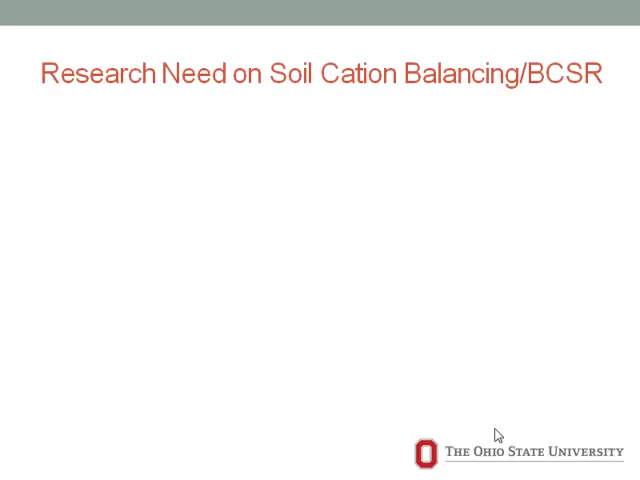 Research Need on Soil Cation Balancing/BCSR
THE OHIO STATE UNIVERSITY